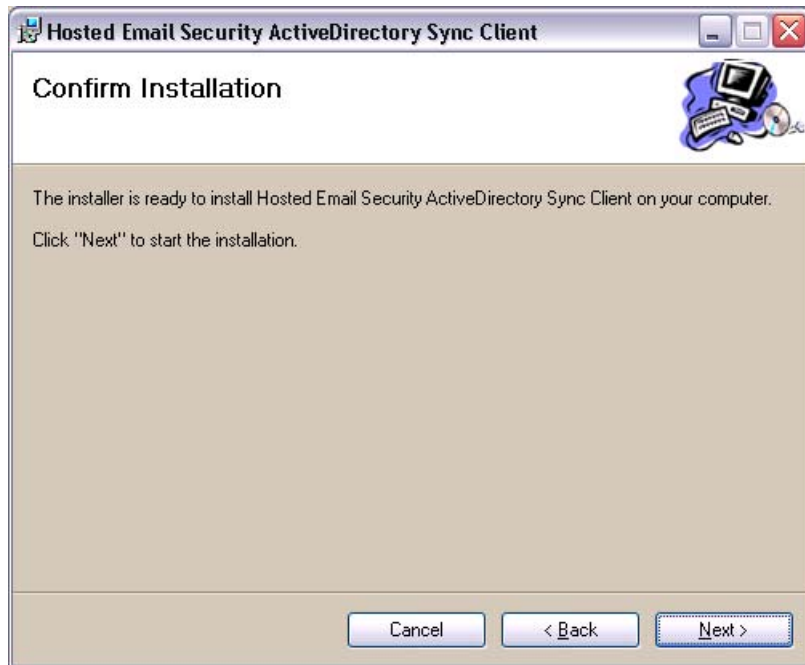 Hosted Email Security ActiveDirectory Sync Client
Confirm Installation
The installer is ready to install Hosted Email Security ActiveDirectory Sync Client on your computer.
Click "Next" to start the installation.
Cancel
< Back
Next >